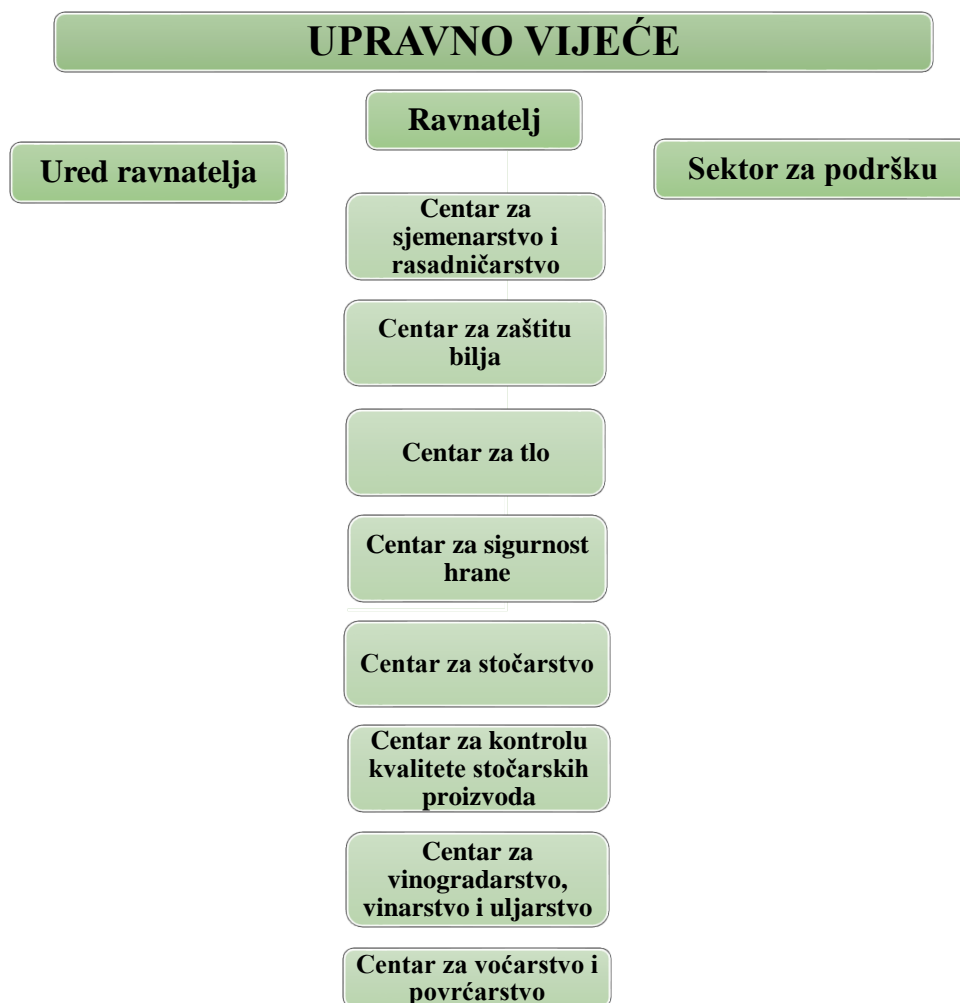 UPRAVNO VIJEĆE
Ravnatelj
Ured ravnatelja
Sektor za podršku
Centar za
sjemenarstvo i
rasadničarstvo
Centar za zaštitu
bilja
Centar za tlo
Centar za sigurnost
hrane
Centar za stočarstvo
Centar za kontrolu
kvalitete stočarskih
proizvoda
Centar za
vinogradarstvo,
vinarstvo i uljarstvo
Centar za voćarstvo i
povrćarstvo